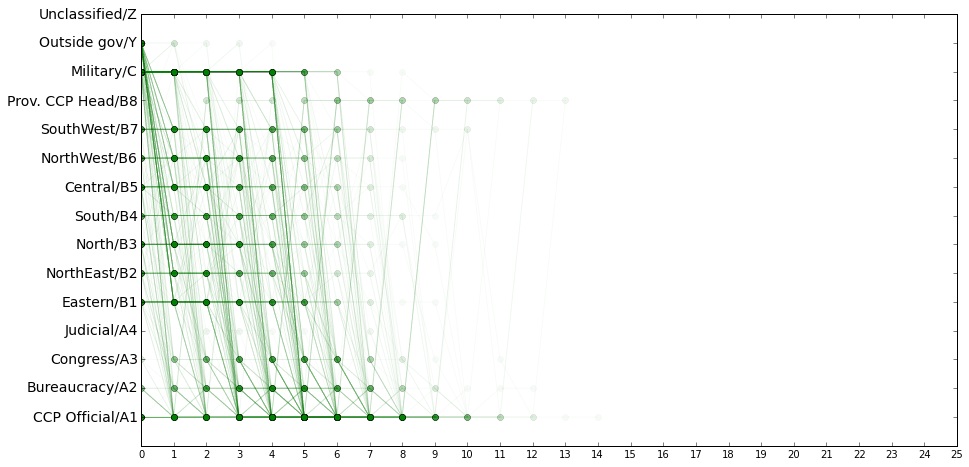 Unclassified/Z
Outside gov/Y
Military/C
Prov. CCP Head/B8
SouthWest/B7
NorthWest/B6
Central/B5
South/B4
North/B3
NorthEast/B2
Eastern/B1
Judicial/A4
Congress/A3
Bureaucracy/A2
CCP Official/A1
0 1 2 3 4 5 6 7 8 9 10 11 12 13 14 15 16 17 18 19 20 21 22 23 24 25